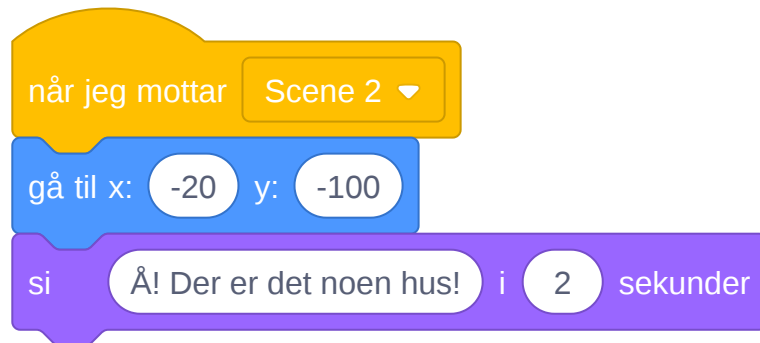 når jeg mottar Scene 2
gå til x: -20 y: -100
si Å! Der er det noen hus! i 2 sekunder